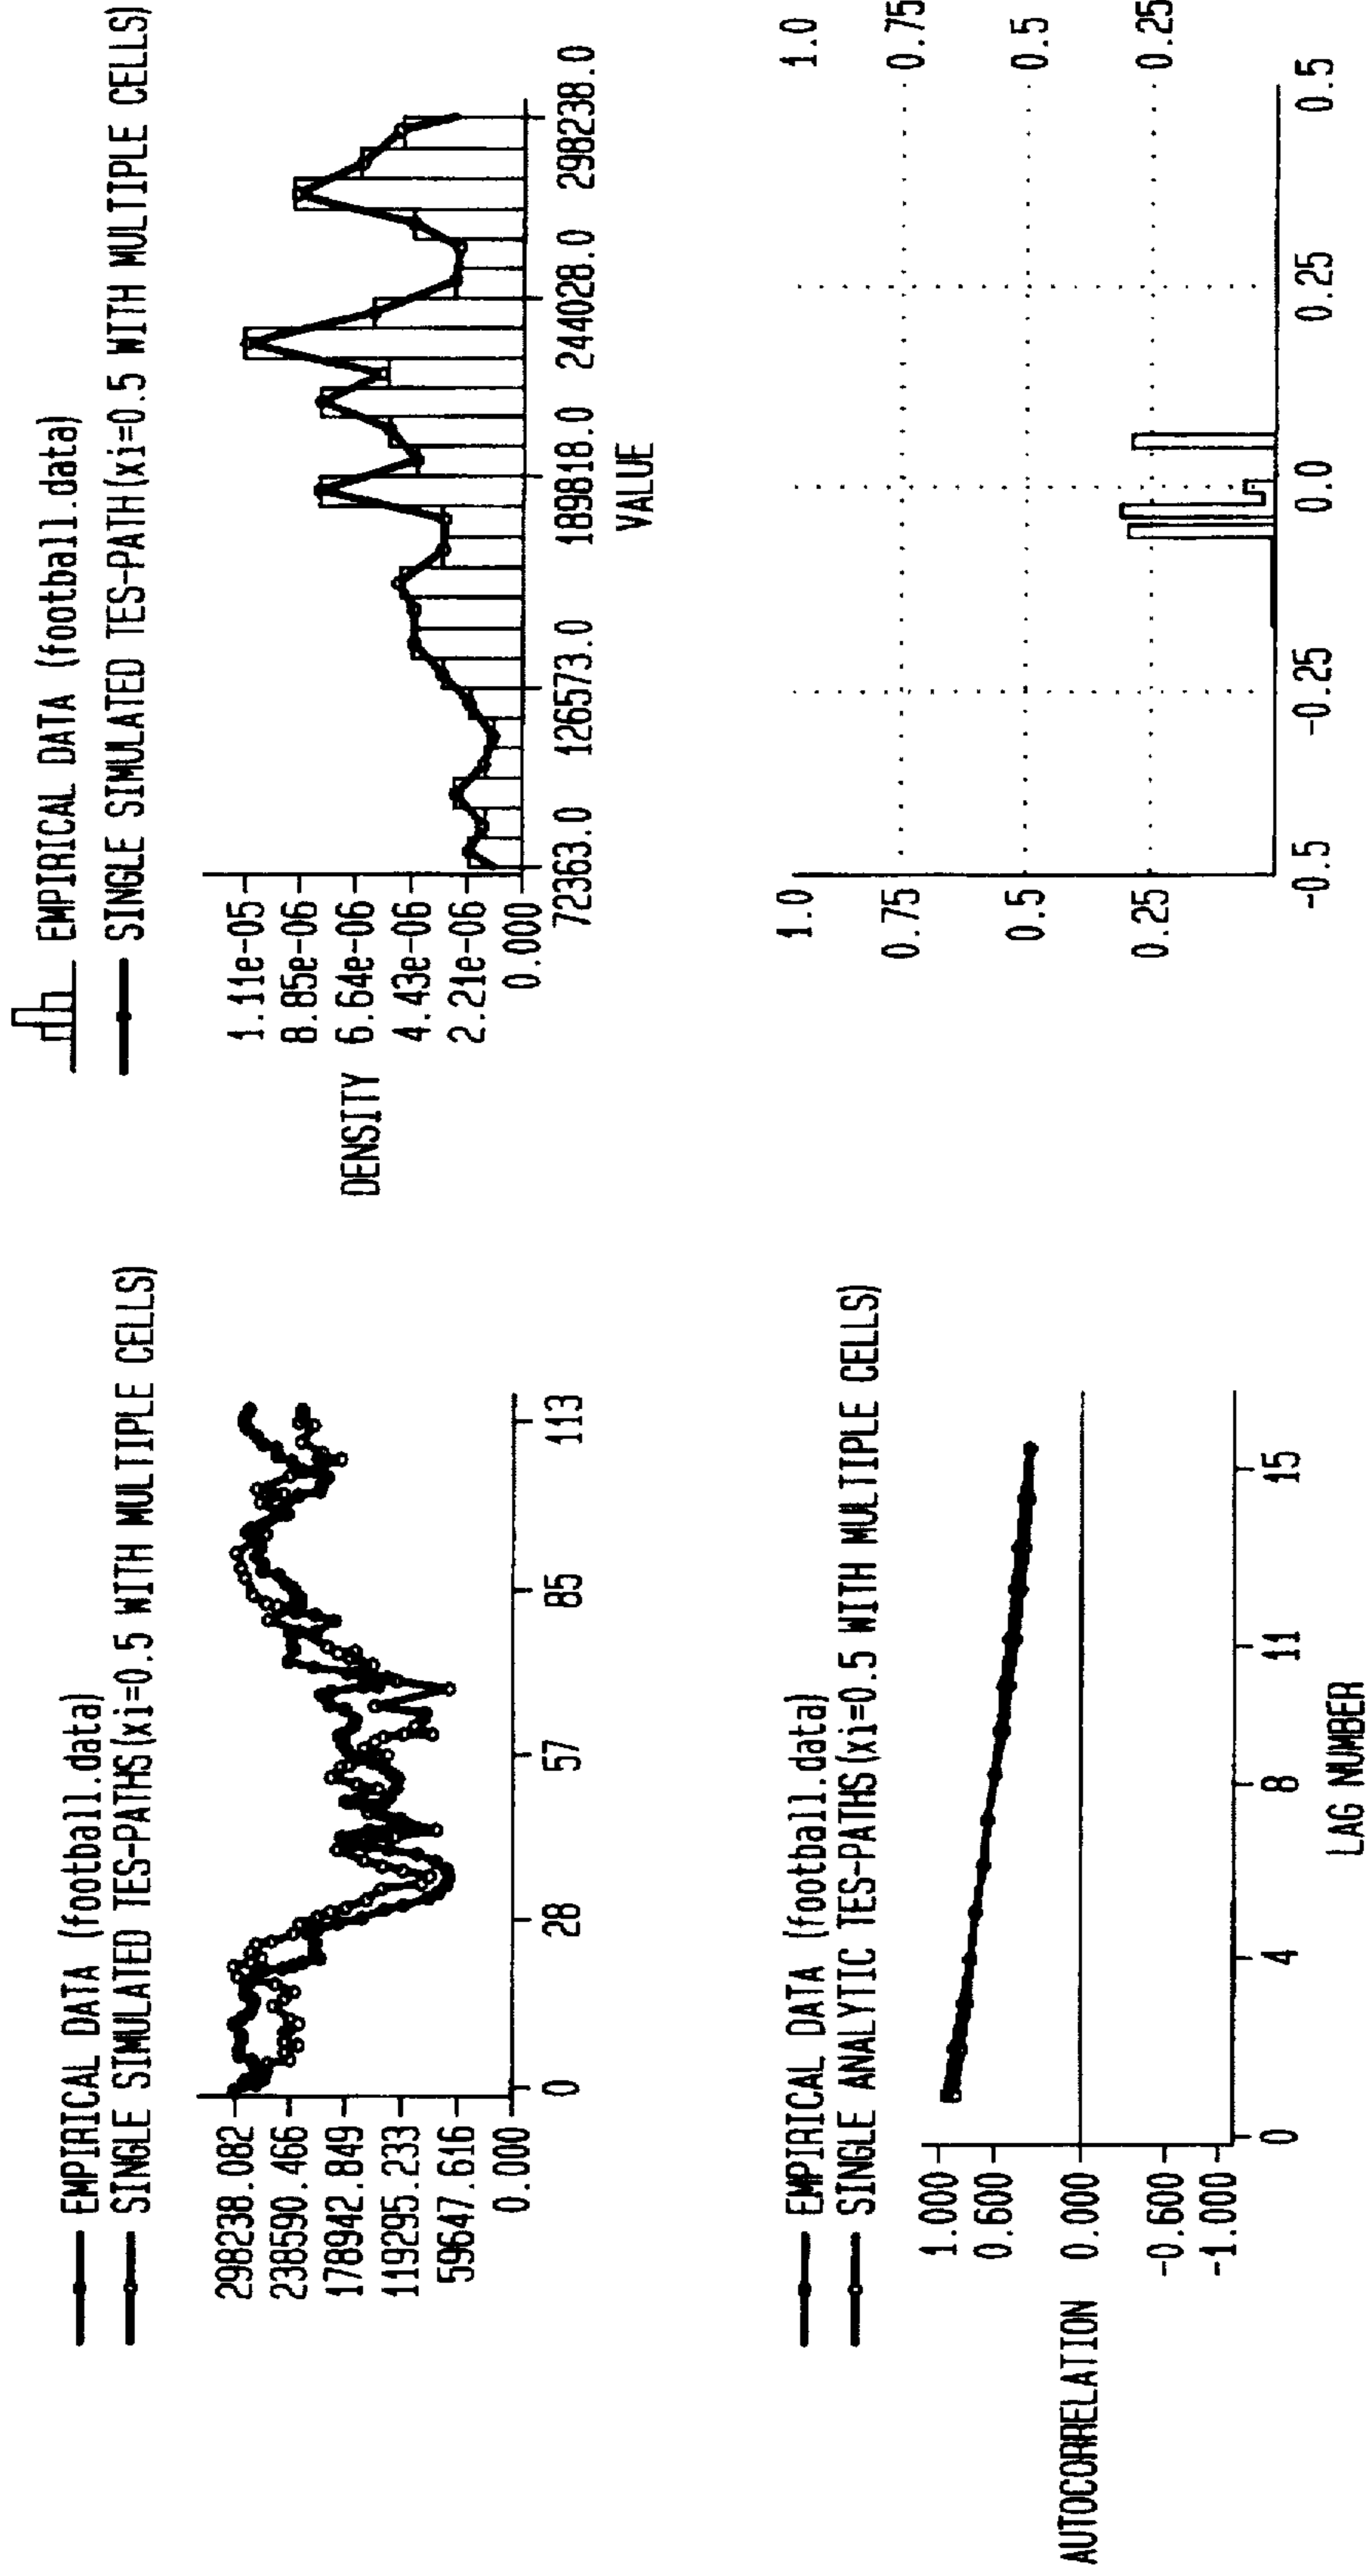 EMPIRICAL DATA (football.data)
SINGLE SIMULATED TES-PATHS(xi=0.5 WITH MULTIPLE CELLS)
298238.082
238590.466
178942.849
119295.233
59647.616
0.000
0 28 57 85 113
EMPIRICAL DATA (football.data)
SINGLE SIMULATED TES-PATH(xi=0.5 WITH MULTIPLE CELLS)
1.11e-05
8.85e-06
DENSITY 6.64e-06
4.43e-06
2.21e-06
0.000
72363.0 126573.0 189818.0 244028.0 298238.0
VALUE
EMPIRICAL DATA (football.data)
SINGLE ANALYTIC TES-PATHS(xi=0.5 WITH MULTIPLE CELLS)
1.000
0.600
AUTOCORRELATION 0.000
-0.600
-1.000
0 4 8 11 15
LAG NUMBER
1.0 1.0
0.75 0.75
0.5 0.5
0.25 0.25
-0.5 -0.25 0.0 0.25 0.5